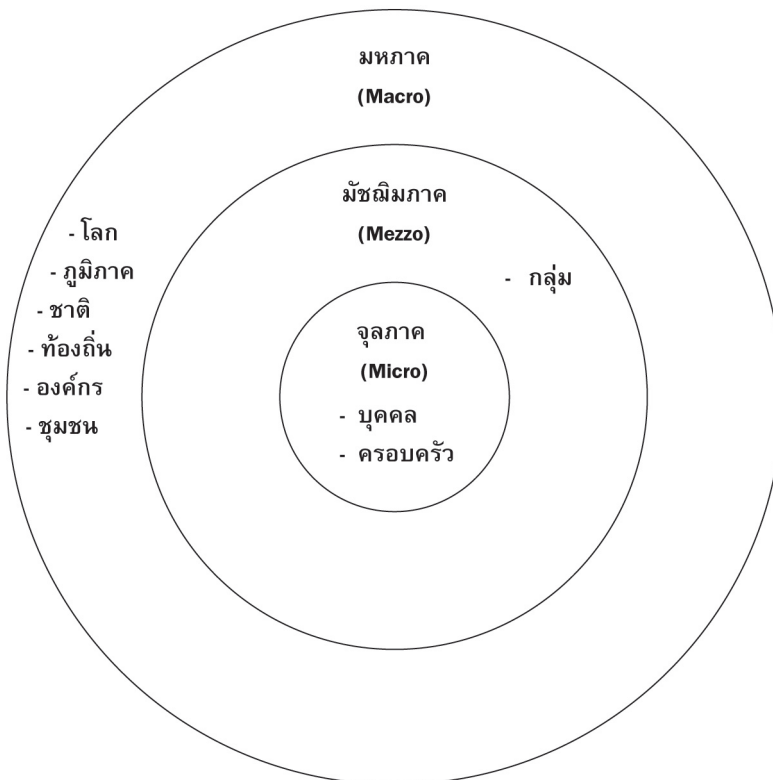 มหภาค
(Macro)
มัชฌิมภาค
(Mezzo)
- โลก
- ภูมิภาค
- ชาติ
- ท้องถิ่น
- องค์กร
- ชุมชน
- กลุ่ม
จุลภาค
(Micro)
- บุคคล
- ครอบครัว